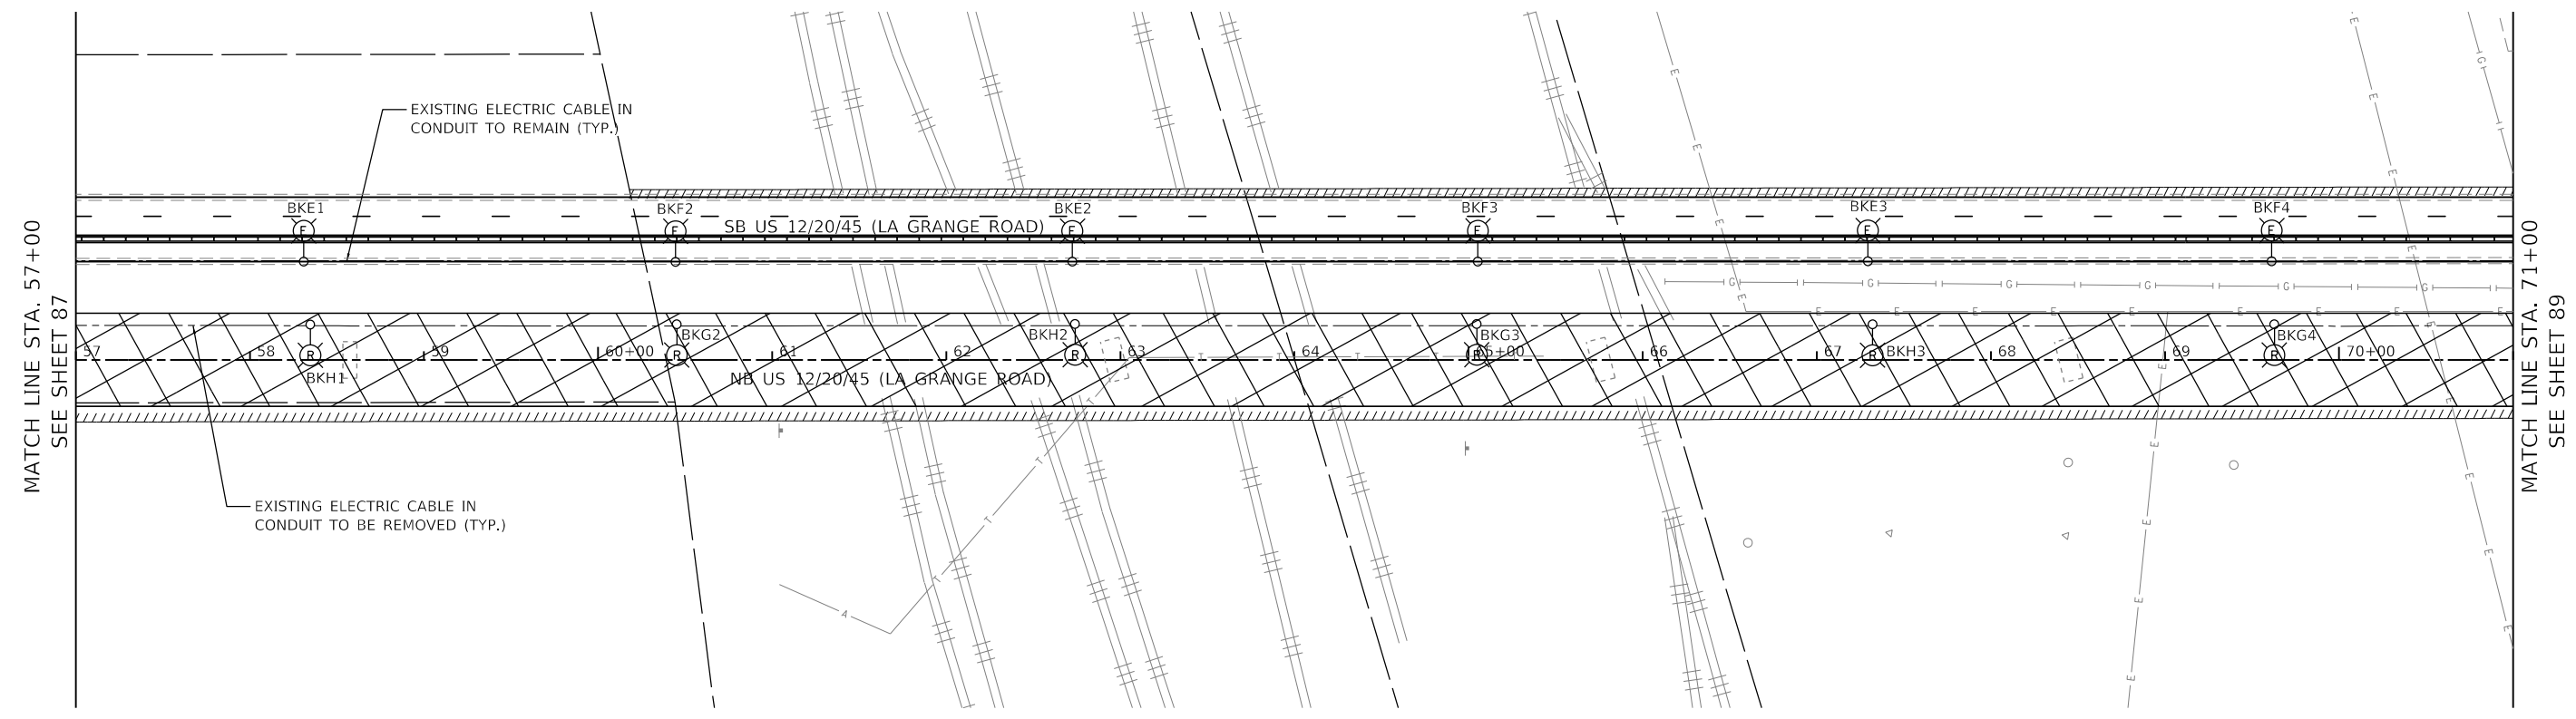 EXISTING ELECTRIC CABLE IN
CONDUIT TO REMAIN (TYP.)
MATCH LINE STA. 57+00
SEE SHEET 87
BKE1
BKF2
SB US 12/20/45 (LA GRANGE ROAD)
BKE2
BKF3
BKE3
BKF4
E
E
E
E
E
E
G
G
G
G
G
G
BKG2
BKH2
BKG3
BKG4
57
58
59
60+00
61
62
63
64
65+00
66
67
BKH3
68
69
70+00
R
R
R
R
R
R
BKH1
NB US 12/20/45 (LA GRANGE ROAD)
EXISTING ELECTRIC CABLE IN
CONDUIT TO BE REMOVED (TYP.)
MATCH LINE STA. 71+00
SEE SHEET 89